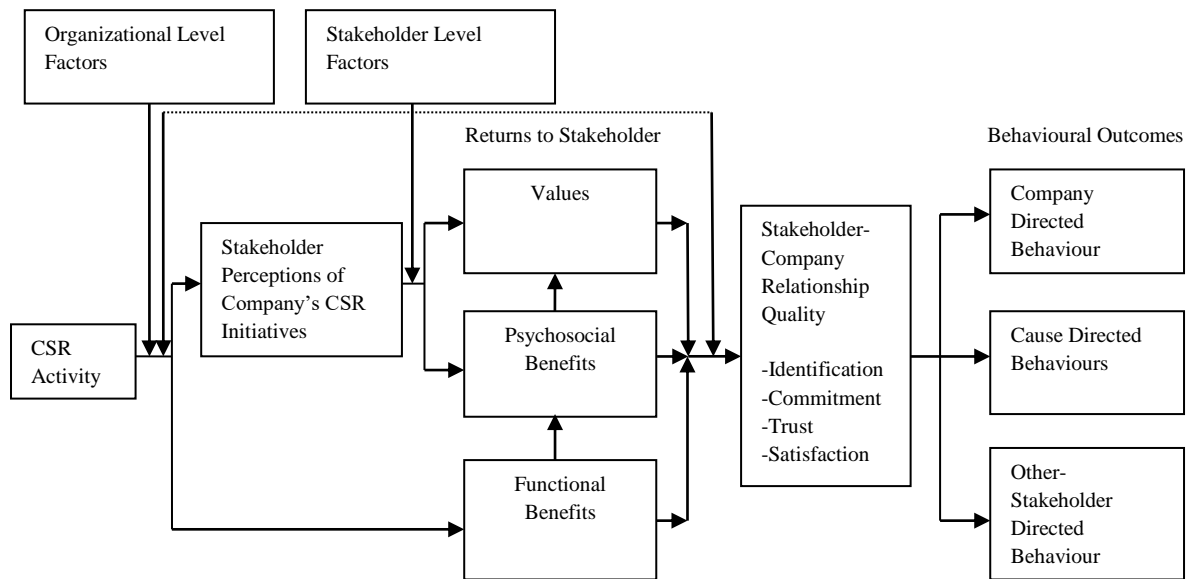 Organizational Level
Factors
Stakeholder Level
Factors
Returns to Stakeholder
Behavioural Outcomes
CSR
Activity
Stakeholder
Perceptions of
Company's CSR
Initiatives
Values
Psychosocial Benefits
Functional
Benefits
Stakeholder-
Company
Relationship
Quality
-Identification
-Commitment
-Trust
-Satisfaction
Company
Directed
Behaviour
Cause Directed
Behaviours
Other-
Stakeholder
Directed
Behaviour